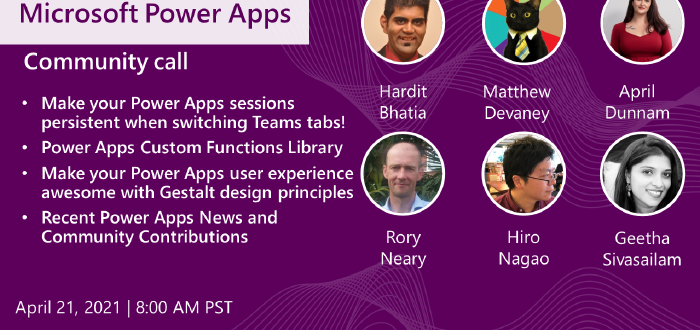 Microsoft Power Apps
Community call
• Make your Power Apps sessions
persistent when switching Teams tabs!
• Power Apps Custom Functions Library
• Make your Power Apps user experience
awesome with Gestalt design principles
• Recent Power Apps News and
Community Contributions
April 21, 2021 | 8:00 AM PST
Hardit
Bhatia
Matthew
Devaney
April
Dunnam
Rory
Neary
Hiro
Nagao
Geetha
Sivasailam